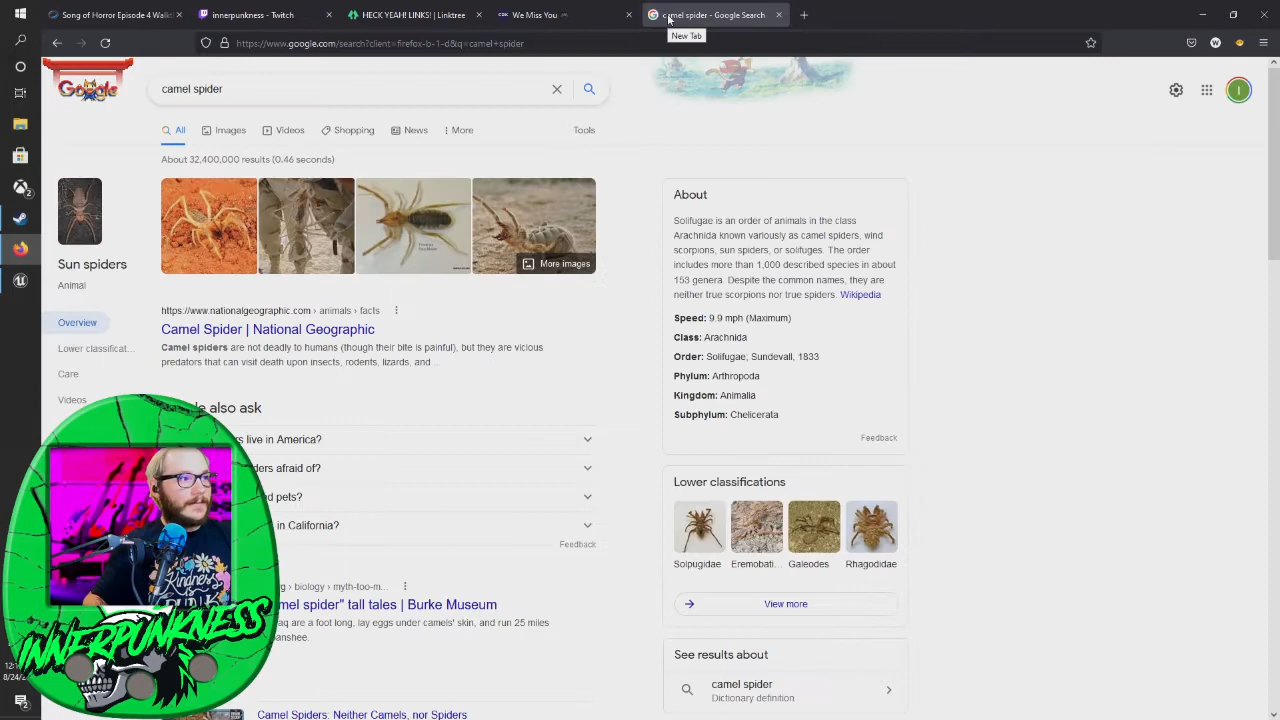 Song of Horror Episode 4 Walk
innerpunkness - Twitch
HECK YEAH LINKS! | Linktree
We Miss You
camel spider - Google Search
New Tab
https://www.google.com/search?client=firefox-b-1-d&q=camel+spider
Google
camel spider
All
Images
Videos
Shopping
News
More
Tools
About 32,400,000 results (0.46 seconds)
More images
Sun spiders
Animal
Overview
Lower classificat...
Care
Videos
https://www.nationalgeographic.com › animals › facts
Camel Spider | National Geographic
Camel spiders are not deadly to humans (though their bite is painful), but they are vicious
predators that can visit death upon insects, rodents, lizards, and ...
also ask
live in America?
afraid of?
pets?
in California?
Feedback
› biology › myth-too-m...
spider" tall tales | Burke Museum
are a foot long, lay eggs under camels' skin, and run 25 miles
Camel Spiders: Neither Camels, nor Spiders
About
Solifugae is an order of animals in the class
Arachnida known variously as camel spiders, wind
scorpions, sun spiders, or solifuges. The order
includes more than 1,000 described species in about
153 genera. Despite the common names, they are
neither true scorpions nor true spiders. Wikipedia
Speed: 9.9 mph (Maximum)
Class: Arachnida
Order: Solifugae; Sundevall, 1833
Phylum: Arthropoda
Kingdom: Animalia
Subphylum: Chelicerata
Feedback
Lower classifications
Solpugidae
Eremobati...
Galeodes
Rhagodidae
View more
See results about
camel spider
Dictionary definition
Kindness
is
INNERPUNKNESS
8/24/
2